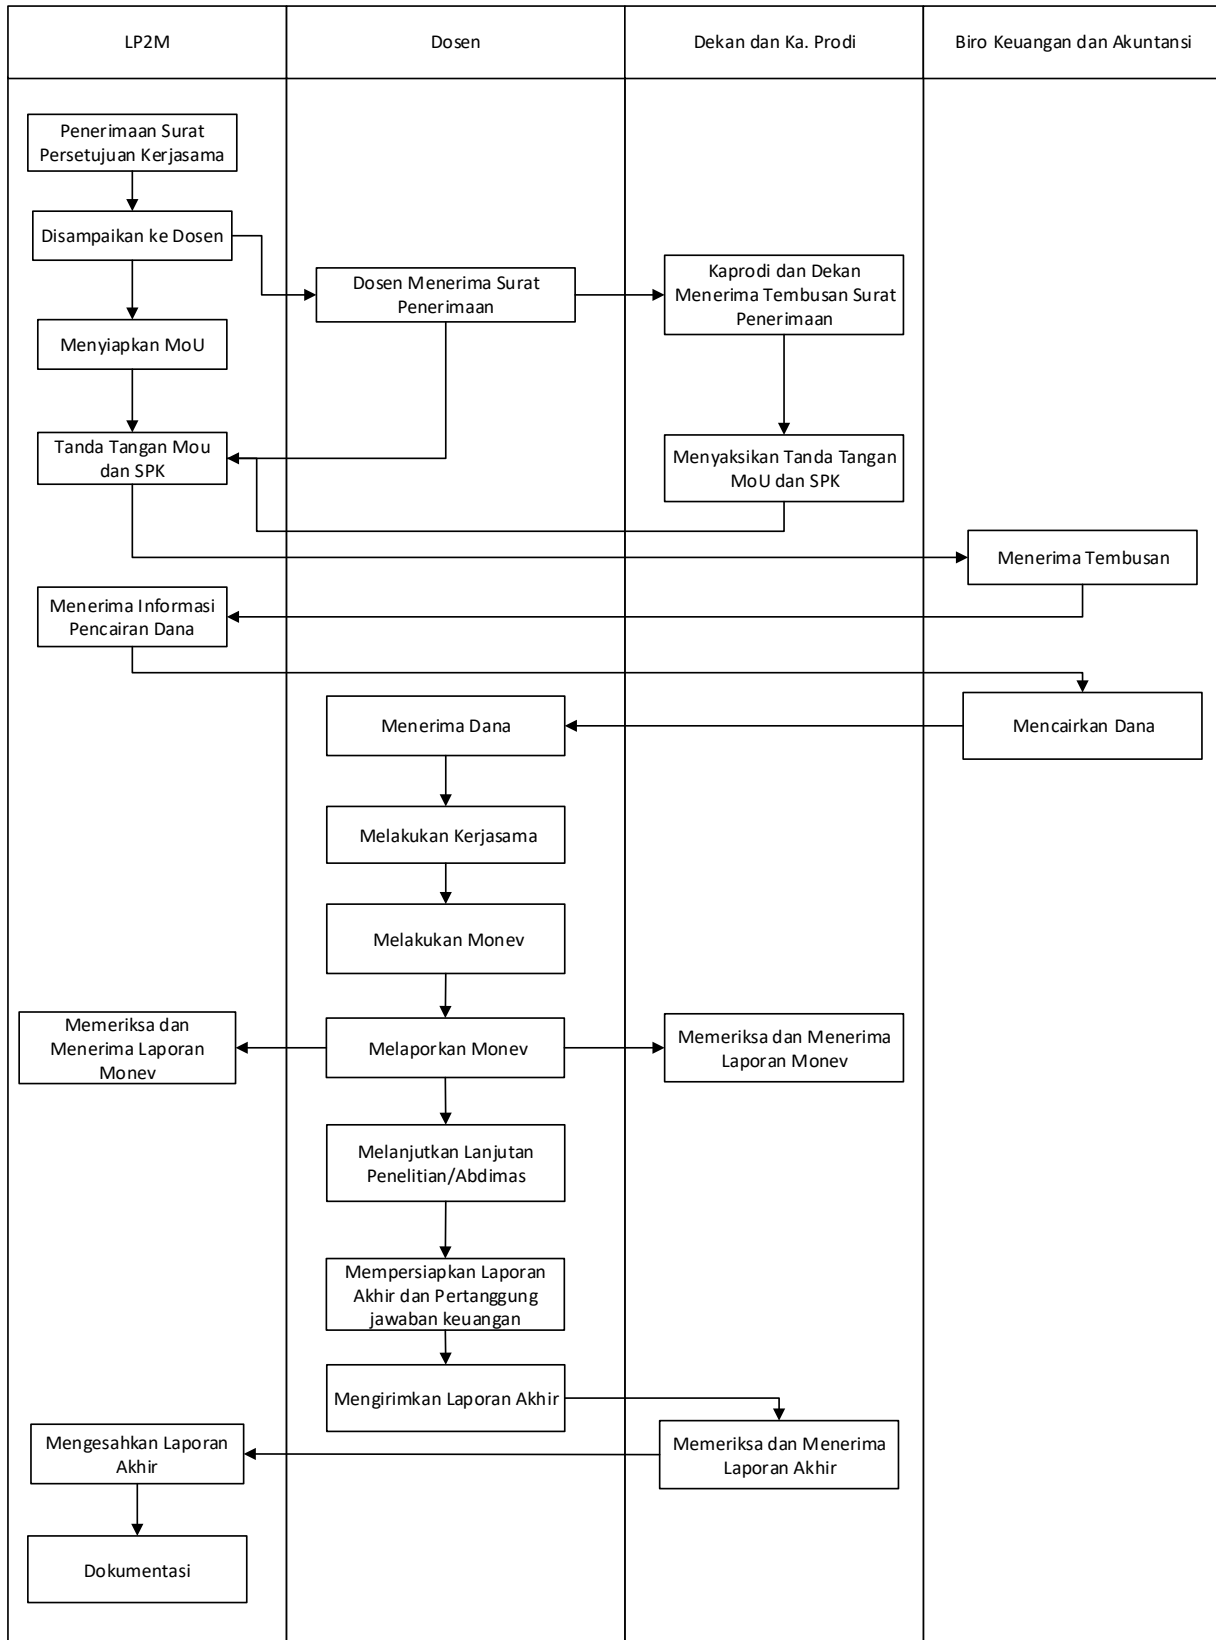 LP2M
Dosen
Dekan dan Ka. Prodi
Biro Keuangan dan Akuntansi
Penerimaan Surat
Persetujuan Kerjasama
Disampaikan ke Dosen
Dosen Menerima Surat
Penerimaan
Kaprodi dan Dekan
Menerima Tembusan Surat
Penerimaan
Menyiapkan MoU
Tanda Tangan Mou
dan SPK
Menyaksikan Tanda Tangan
MoU dan SPK
Menerima Tembusan
Menerima Informasi
Pencairan Dana
Menerima Dana
Mencairkan Dana
Melakukan Kerjasama
Melakukan Monev
Memeriksa dan
Menerima Laporan
Monev
Melaporkan Monev
Memeriksa dan Menerima
Laporan Monev
Melanjutkan Lanjutan
Penelitian/Abdimas
Mempersiapkan Laporan
Akhir dan Pertanggung
jawaban keuangan
Mengirimkan Laporan Akhir
Mengesahkan Laporan
Akhir
Memeriksa dan Menerima
Laporan Akhir
Dokumentasi